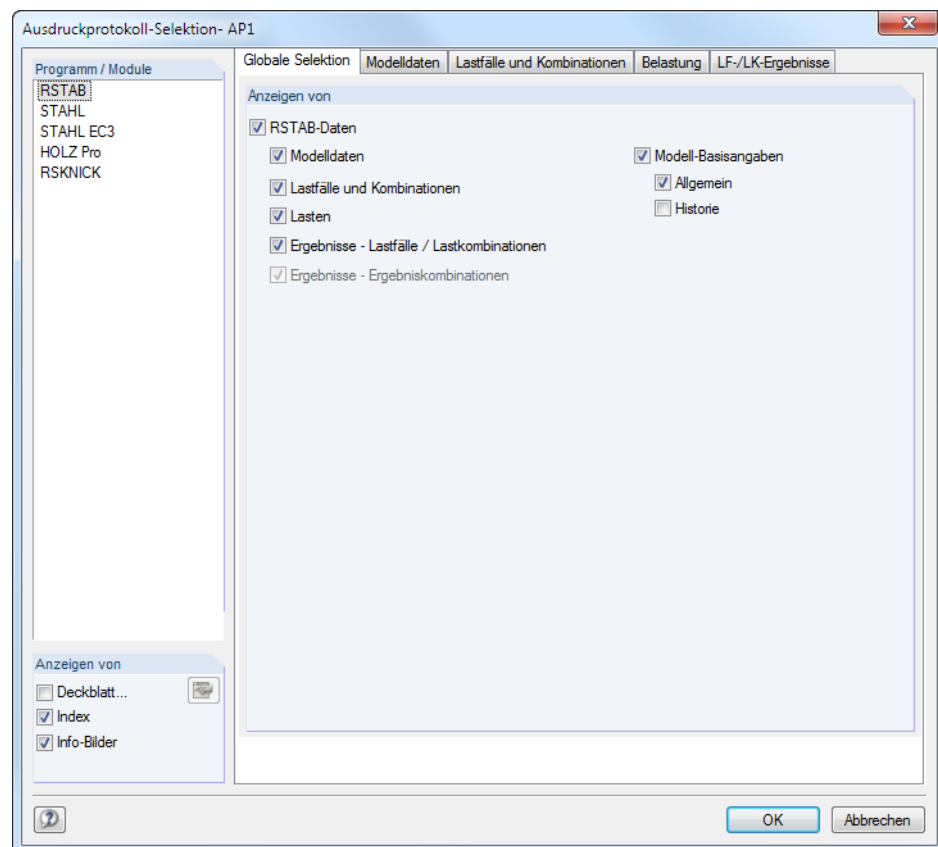 Ausdruckprotokoll-Selektion- AP1
Programm / Module
RSTAB
STAHL
STAHL EC3
HOLZ Pro
RSKNICK
Globale Selektion
Modelldaten
Lastfälle und Kombinationen
Belastung
LF-/LK-Ergebnisse
Anzeigen von
RSTAB-Daten
Modelldaten
Lastfälle und Kombinationen
Lasten
Ergebnisse - Lastfälle / Lastkombinationen
Ergebnisse - Ergebniskombinationen
Modell-Basisangaben
Allgemein
Historie
Anzeigen von
Deckblatt...
Index
Info-Bilder
OK
Abbrechen